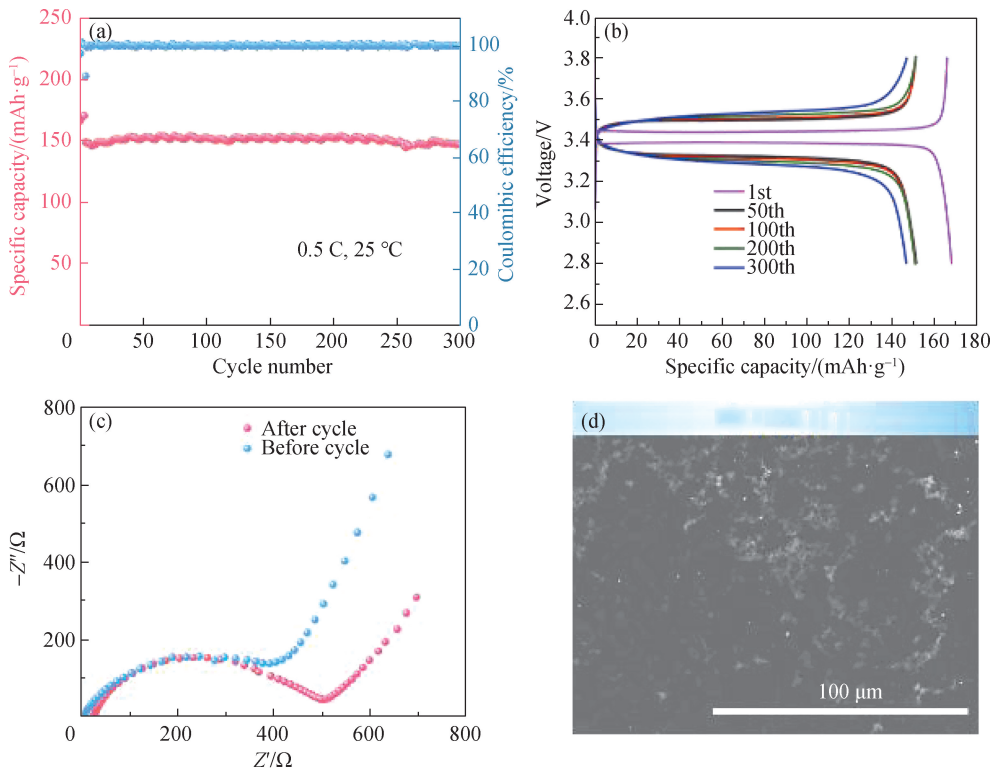 (a)
Specific capacity/(mAh·g⁻¹)
250
200
150
100
50
0
100
80
60
40
20
0
Coulombic efficiency/%
0.5 C, 25 °C
0 50 100 150 200 250 300
Cycle number
(b)
Voltage/V
4.0
3.8
3.6
3.4
3.2
3.0
2.8
2.6
1st
50th
100th
200th
300th
0 20 40 60 80 100 120 140 160 180
Specific capacity/(mAh·g⁻¹)
(c)
−Z″/Ω
800
600
400
200
After cycle
Before cycle
0 200 400 600 800
Z′/Ω
(d)
100 μm